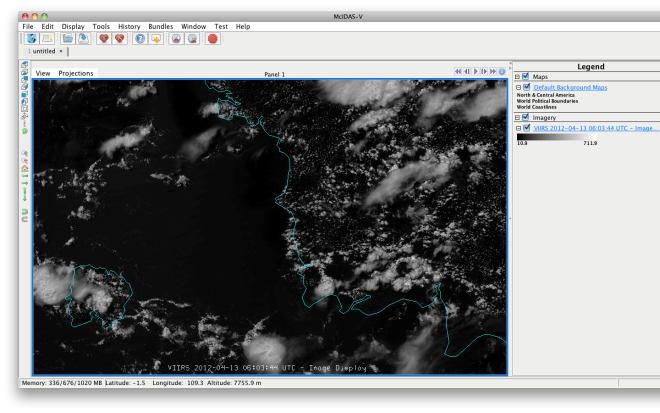 McIDAS-V
File Edit Display Tools History Bundles Window Test Help
1 untitled ×
View Projections
Panel 1
Legend
Maps
Default Background Maps
North & Central America
World Political Boundaries
World Coastlines
Imagery
VIIRS 2012-04-13 06:03:44 UTC - Image...
10.9 711.9
VIIRS 2012-04-13 06:03:44 UTC - Image Display
Memory: 336/676/1020 MB Latitude: -1.5 Longitude: 109.3 Altitude: 7755.9 m